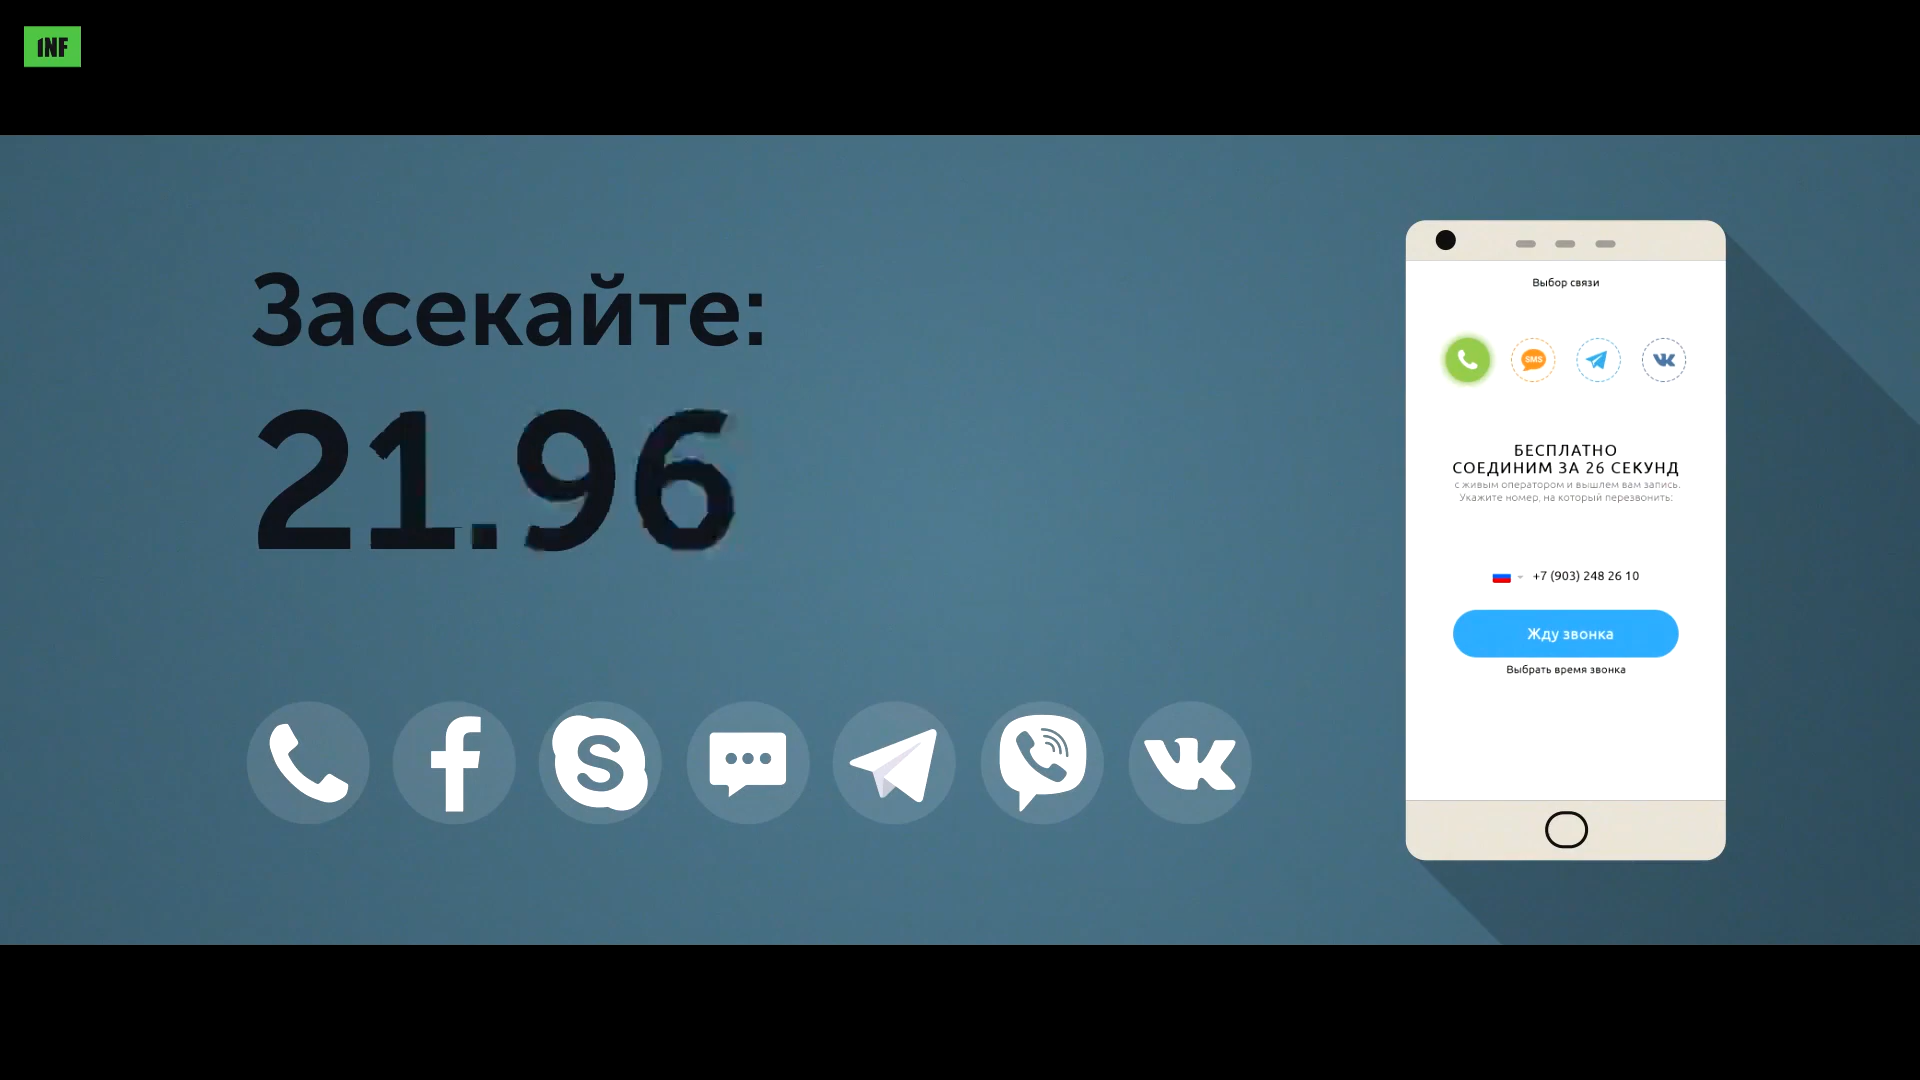 INF
Засекайте:
21.96
Выбор связи
SMS
БЕСПЛАТНО
СОЕДИНИМ ЗА 26 СЕКУНД
с живым оператором и вышлем вам запись.
Укажите номер, на который перезвонить:
+7 (903) 248 26 10
Жду звонка
Выбрать время звонка